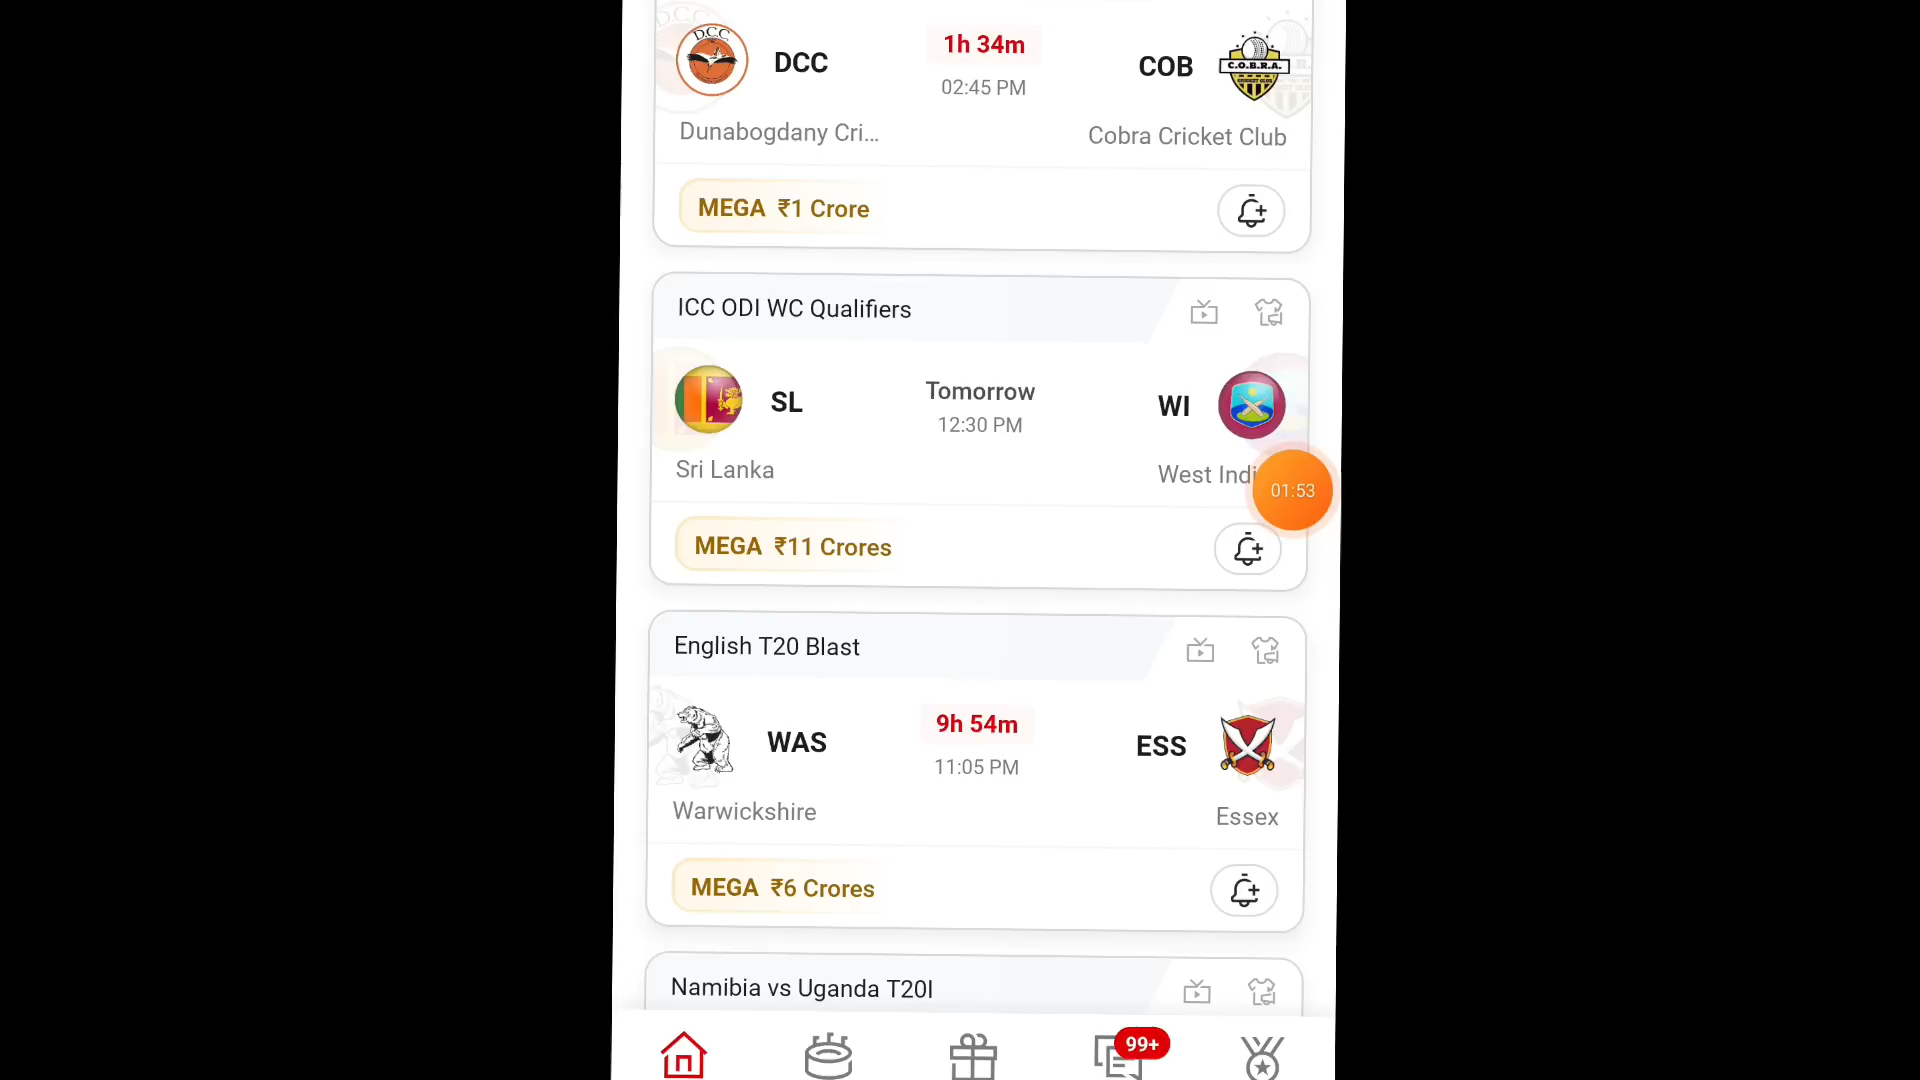 D.C.C
DCC
1h 34m
02:45 PM
COB
C.O.B.R.A.
CRICKET CLUB
Dunabogdany Cri...
Cobra Cricket Club
MEGA ₹1 Crore
ICC ODI WC Qualifiers
SL
Tomorrow
12:30 PM
WI
Sri Lanka
West Indi
01:53
MEGA ₹11 Crores
English T20 Blast
WAS
9h 54m
11:05 PM
ESS
Warwickshire
Essex
MEGA ₹6 Crores
Namibia vs Uganda T20I
99+